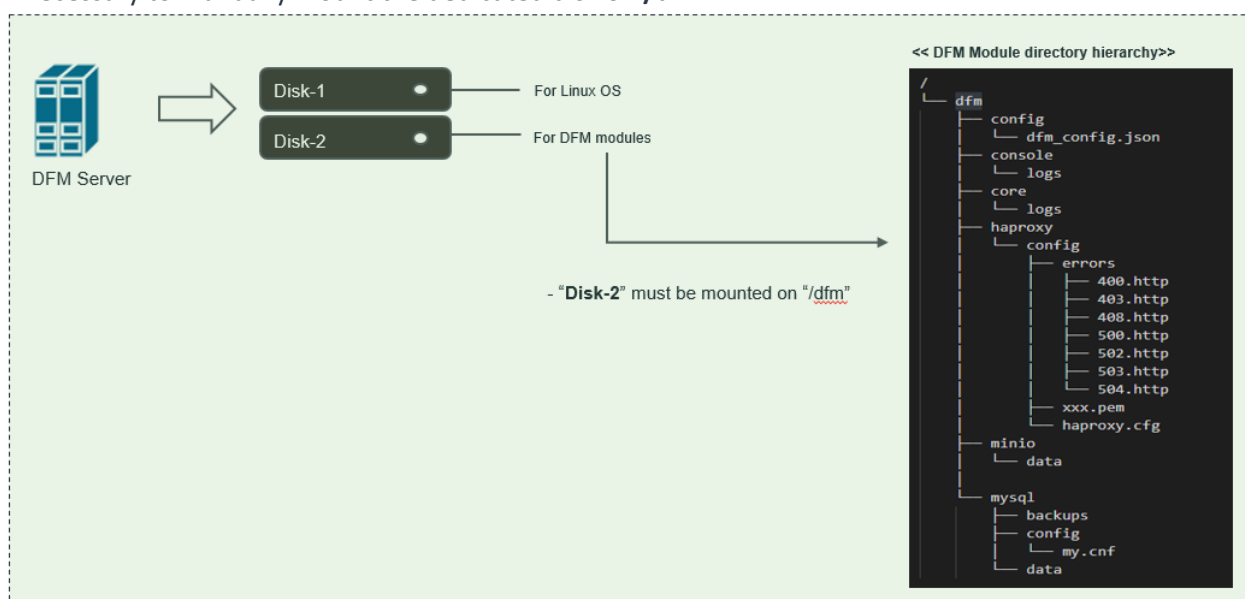 DFM Server
Disk-1
Disk-2
For Linux OS
For DFM modules
- “Disk-2” must be mounted on “/dfm”
<< DFM Module directory hierarchy>>
/
└── dfm
├── config
│ └── dfm_config.json
├── console
│ └── logs
├── core
│ └── logs
├── haproxy
│ └── config
│ ├── errors
│ │ ├── 400.http
│ │ ├── 403.http
│ │ ├── 408.http
│ │ ├── 500.http
│ │ ├── 502.http
│ │ ├── 503.http
│ │ └── 504.http
│ ├── xxx.pem
│ └── haproxy.cfg
├── minio
│ └── data
│
└── mysql
├── backups
├── config
│ └── my.cnf
└── data